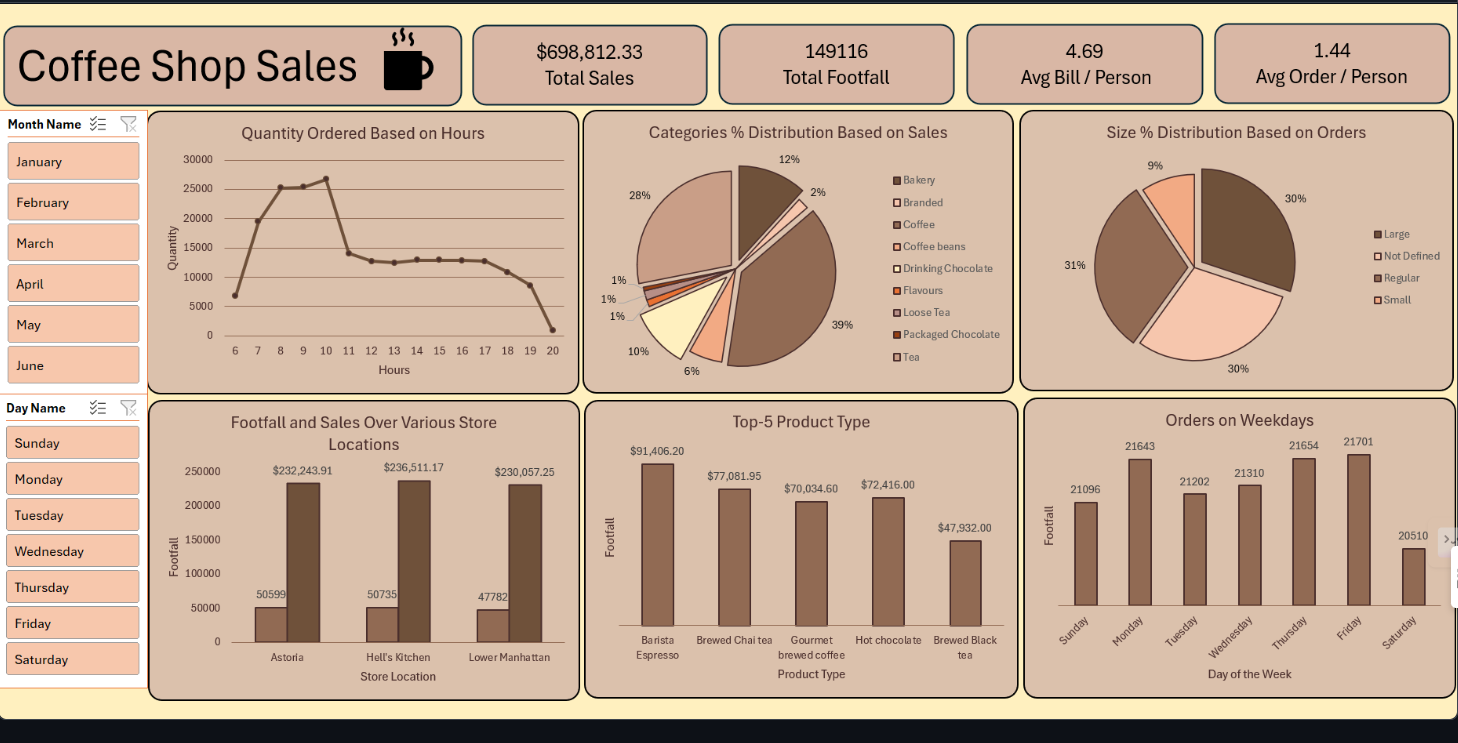 Coffee Shop Sales
$698,812.33
Total Sales
149116
Total Footfall
4.69
Avg Bill / Person
1.44
Avg Order / Person
Month Name
January
February
March
April
May
June
Day Name
Sunday
Monday
Tuesday
Wednesday
Thursday
Friday
Saturday
Quantity Ordered Based on Hours
Quantity
30000
25000
20000
15000
10000
5000
0
6 7 8 9 10 11 12 13 14 15 16 17 18 19 20
Hours
Categories % Distribution Based on Sales
12%
2%
39%
6%
10%
1%
1%
1%
28%
Bakery
Branded
Coffee
Coffee beans
Drinking Chocolate
Flavours
Loose Tea
Packaged Chocolate
Tea
Size % Distribution Based on Orders
9%
30%
31%
30%
Large
Not Defined
Regular
Small
Footfall and Sales Over Various Store
Locations
Footfall
250000
200000
150000
100000
50000
0
$232,243.91
$236,511.17
$230,057.25
50599
50735
47782
Astoria
Hell's Kitchen
Lower Manhattan
Store Location
Top-5 Product Type
Footfall
$91,406.20
$77,081.95
$70,034.60
$72,416.00
$47,932.00
Barista
Espresso
Brewed Chai tea
Gourmet
brewed coffee
Hot chocolate
Brewed Black
tea
Product Type
Orders on Weekdays
Footfall
21096
21643
21202
21310
21654
21701
20510
Sunday
Monday
Tuesday
Wednesday
Thursday
Friday
Saturday
Day of the Week